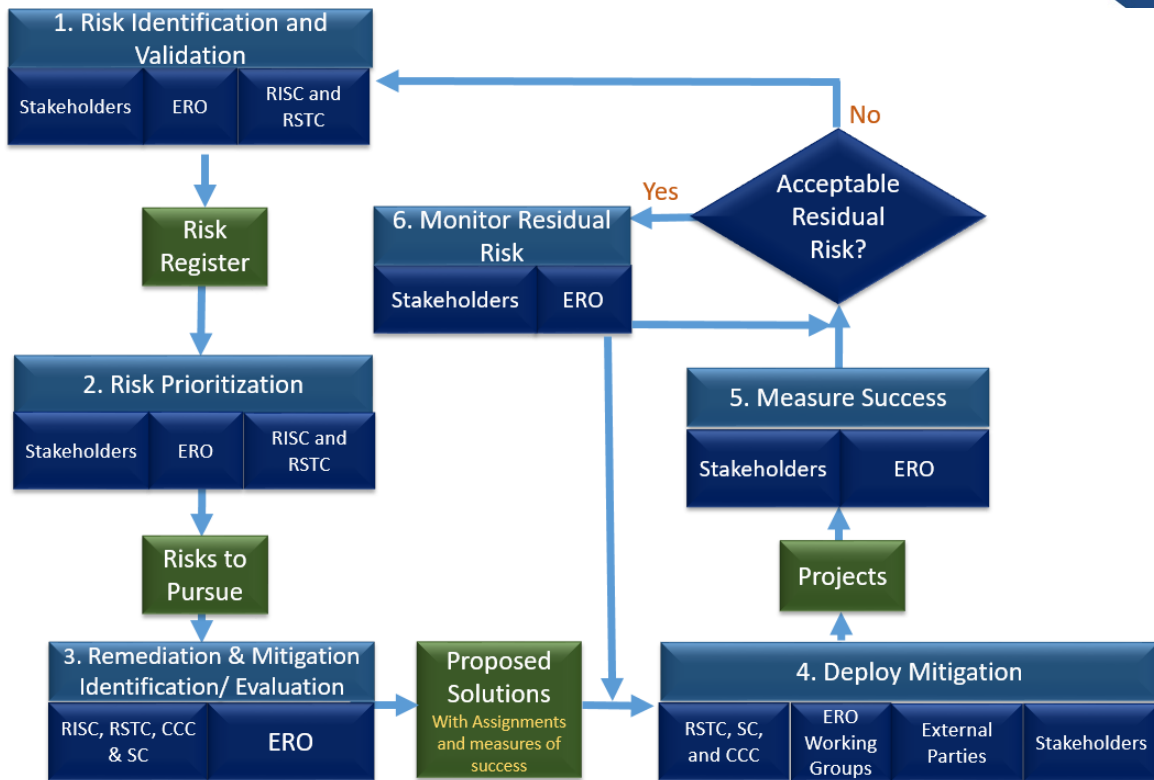 1. Risk Identification and
Validation
Stakeholders
ERO
RISC and
RSTC
Risk
Register
2. Risk Prioritization
Stakeholders
ERO
RISC and
RSTC
Risks to
Pursue
3. Remediation & Mitigation
Identification/ Evaluation
RISC, RSTC, CCC
& SC
ERO
Proposed
Solutions
With Assignments
and measures of
success
4. Deploy Mitigation
RSTC, SC,
and CCC
ERO
Working
Groups
External
Parties
Stakeholders
Projects
5. Measure Success
Stakeholders
ERO
Acceptable
Residual
Risk?
No
Yes
6. Monitor Residual
Risk
Stakeholders
ERO